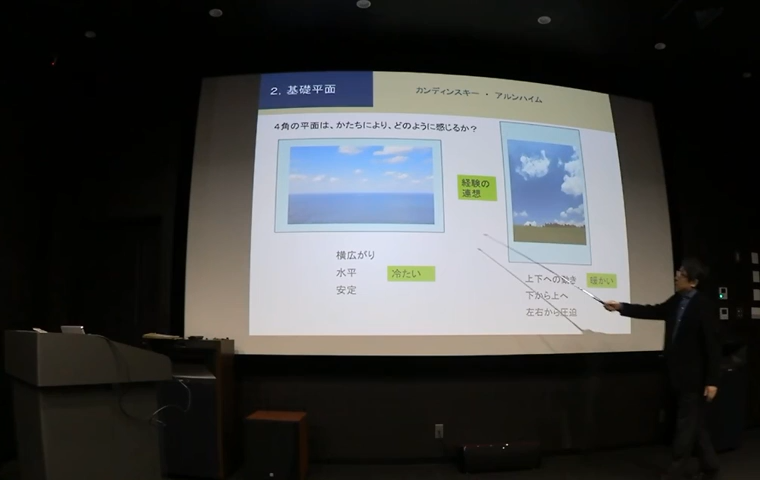 2. 基礎平面
カンディンスキー ・ アルンハイム
4角の平面は、かたちにより、どのように感じるか？
経験の
連想
横広がり
水平
冷たい
安定
上下への動き
暖かい
下から上へ
左右から圧迫